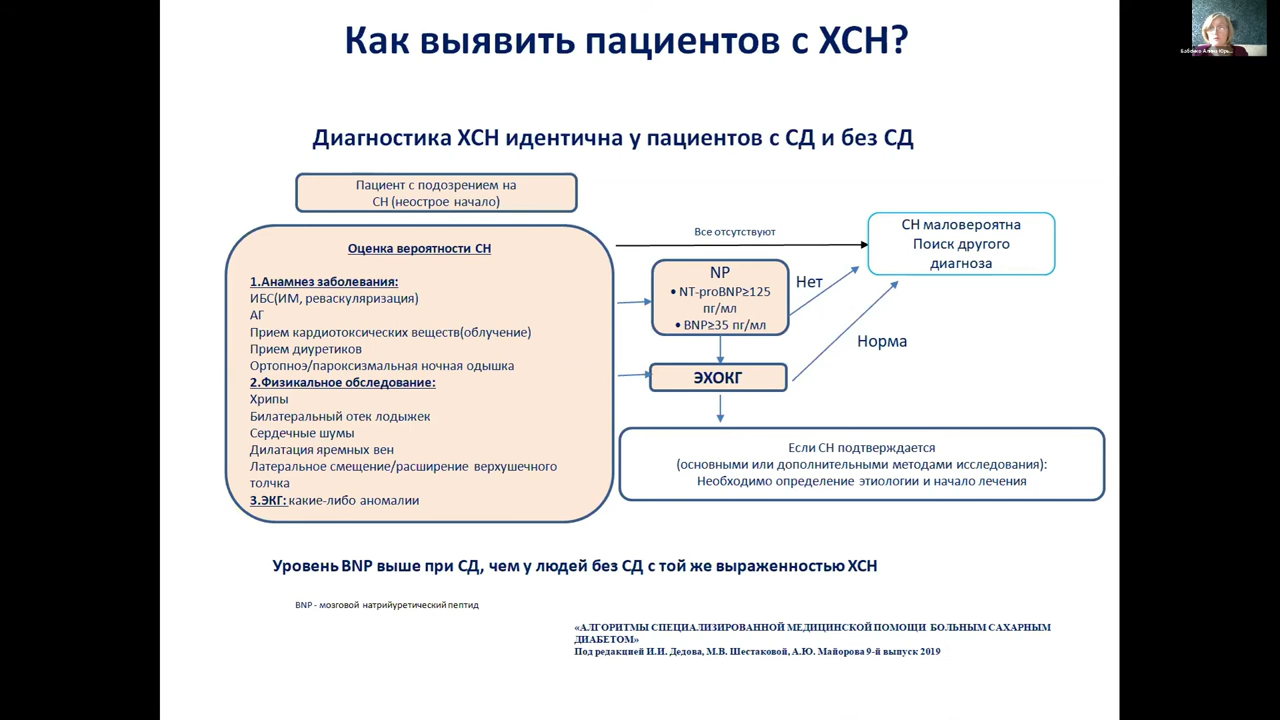 Как выявить пациентов с ХСН?
Диагностика ХСН идентична у пациентов с СД и без СД
Пациент с подозрением на
СН (неострое начало)
Оценка вероятности СН
1.Анамнез заболевания:
ИБС(ИМ, реваскуляризация)
АГ
Прием кардиотоксических веществ(облучение)
Прием диуретиков
Ортопноэ/пароксизмальная ночная одышка
2.Физикальное обследование:
Хрипы
Билатеральный отек лодыжек
Сердечные шумы
Дилатация яремных вен
Латеральное смещение/расширение верхушечного
толчка
3.ЭКГ: какие-либо аномалии
Все отсутствуют
NP
• NT-proBNP≥125
пг/мл
• BNP≥35 пг/мл
Нет
СН маловероятна
Поиск другого
диагноза
Норма
ЭХОКГ
Если СН подтверждается
(основными или дополнительными методами исследования):
Необходимо определение этиологии и начало лечения
Уровень BNP выше при СД, чем у людей без СД с той же выраженностью ХСН
BNP - мозговой натрийуретический пептид
«АЛГОРИТМЫ СПЕЦИАЛИЗИРОВАННОЙ МЕДИЦИНСКОЙ ПОМОЩИ БОЛЬНЫМ САХАРНЫМ
ДИАБЕТОМ»
Под редакцией И.И. Дедова, М.В. Шестаковой, А.Ю. Майорова 9-й выпуск 2019